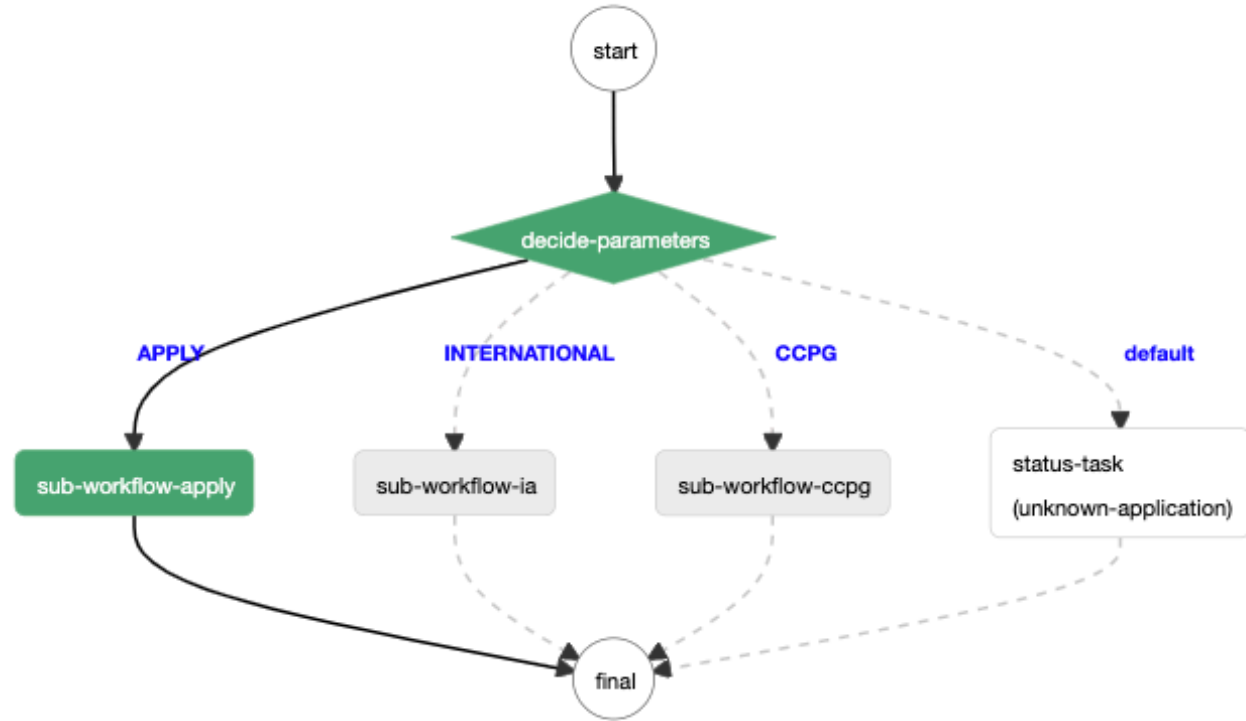 start
decide-parameters
APPLY
INTERNATIONAL
CCPG
default
sub-workflow-apply
sub-workflow-ia
sub-workflow-ccpg
status-task
(unknown-application)
final